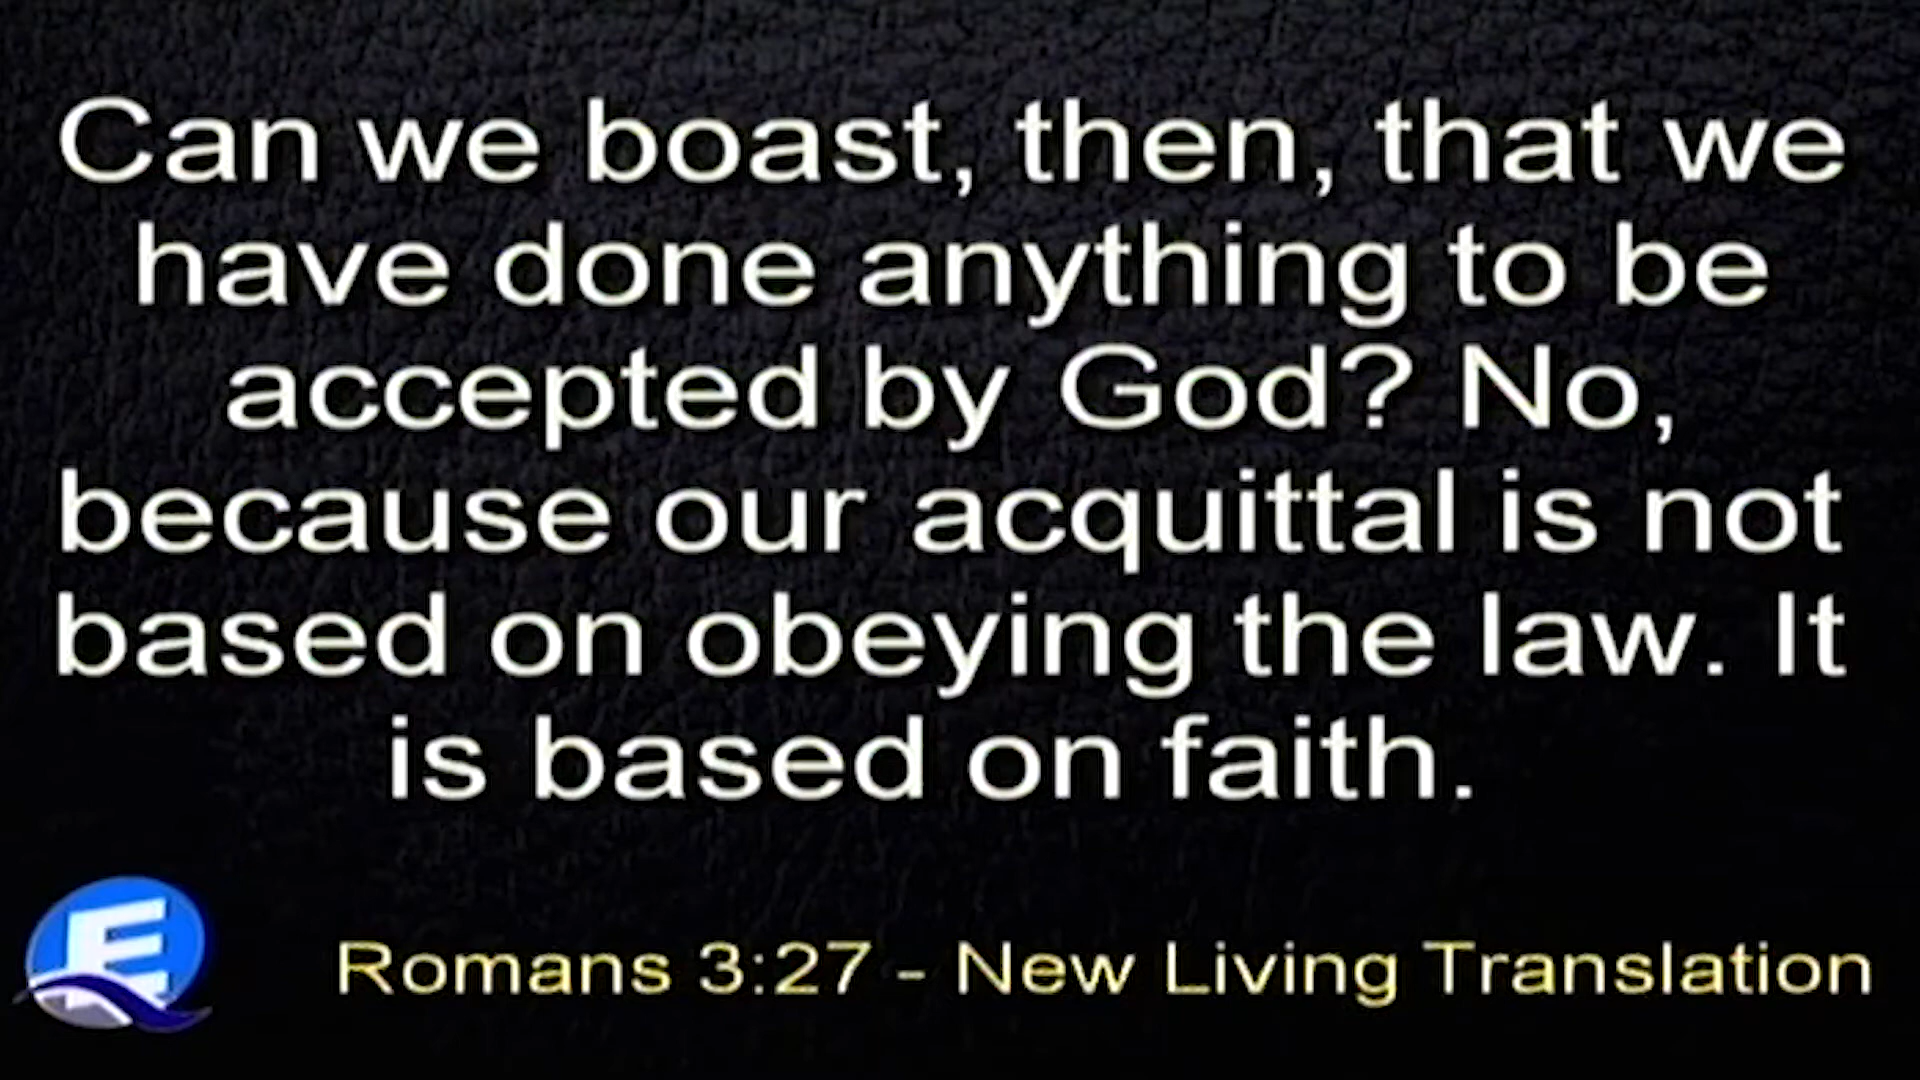 Can we boast, then, that we
have done anything to be
accepted by God? No,
because our acquittal is not
based on obeying the law. It
is based on faith.
E
Romans 3:27 - New Living Translation